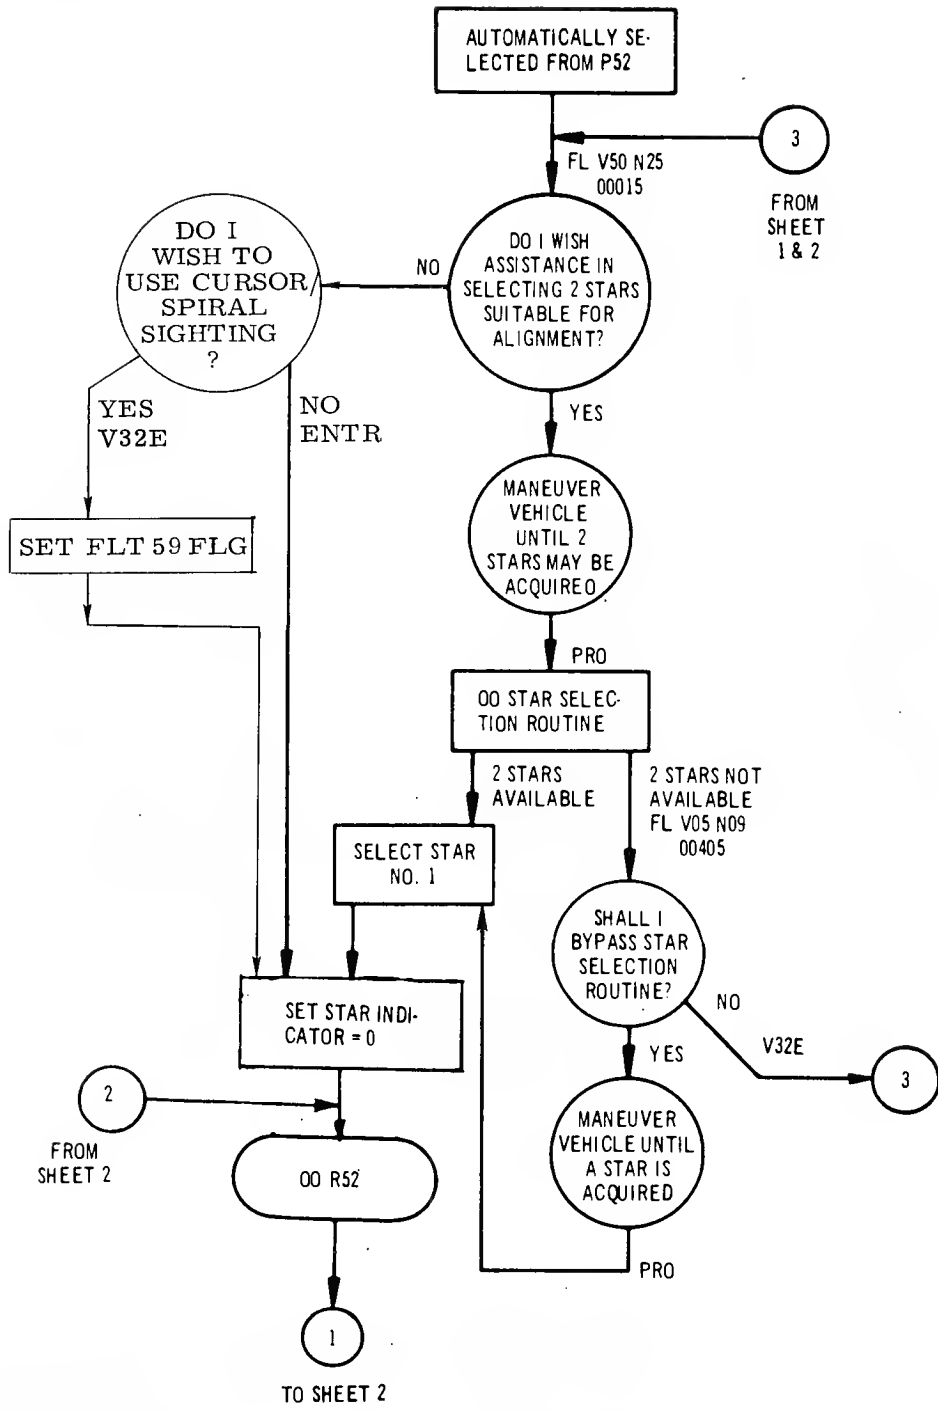 AUTOMATICALLY SE-
LECTED FROM P52
3
FROM
SHEET
1 & 2
FL V50 N25
00015
DO I WISH
ASSISTANCE IN
SELECTING 2 STARS
SUITABLE FOR
ALIGNMENT?
NO
DO I
WISH TO
USE CURSOR/
SPIRAL
SIGHTING
?
YES
V32E
NO
ENTR
YES
SET FLT 59 FLG
MANEUVER
VEHICLE
UNTIL 2
STARS MAY BE
ACQUIRED
PRO
OO STAR SELEC-
TION ROUTINE
2 STARS
AVAILABLE
2 STARS NOT
AVAILABLE
FL V05 N09
00405
SELECT STAR
NO. 1
SHALL I
BYPASS STAR
SELECTION
ROUTINE?
NO
V32E
3
YES
SET STAR INDI-
CATOR = 0
2
FROM
SHEET 2
MANEUVER
VEHICLE UNTIL
A STAR IS
ACQUIRED
PRO
OO R52
1
TO SHEET 2